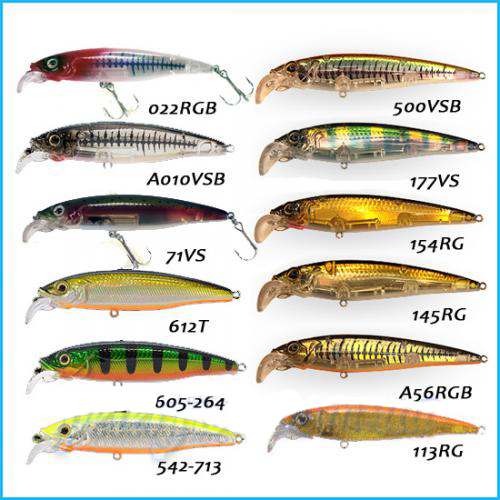 022RGB
500VSB
A010VSB
177VS
71VS
154RG
612T
145RG
605-264
A56RGB
542-713
113RG